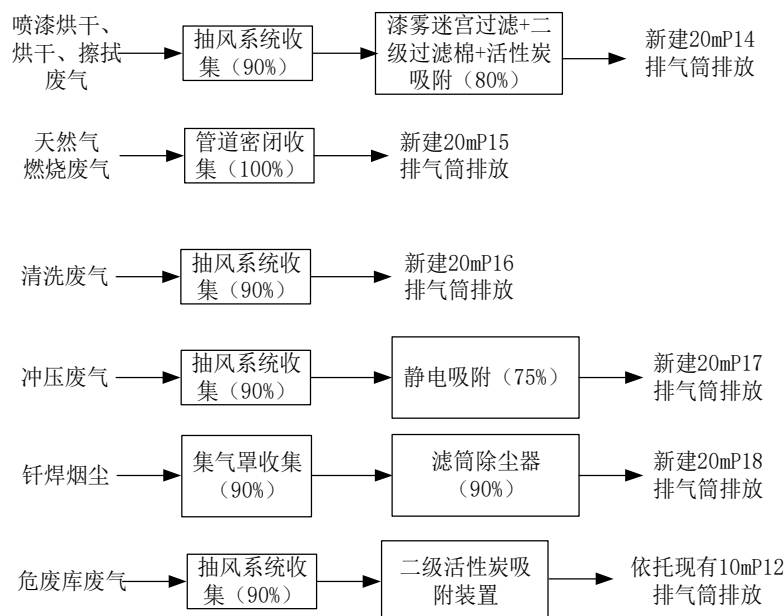 喷漆烘干、
烘干、擦拭
废气
抽风系统收
集（90%）
漆雾迷宫过滤+二
级过滤棉+活性炭
吸附（80%）
新建20mP14
排气筒排放
天然气
燃烧废气
管道密闭收
集（100%）
新建20mP15
排气筒排放
清洗废气
抽风系统收
集（90%）
新建20mP16
排气筒排放
冲压废气
抽风系统收
集（90%）
静电吸附（75%）
新建20mP17
排气筒排放
钎焊烟尘
集气罩收集
（90%）
滤筒除尘器
（90%）
新建20mP18
排气筒排放
危废库废气
抽风系统收
集（90%）
二级活性炭吸
附装置
依托现有10mP12
排气筒排放